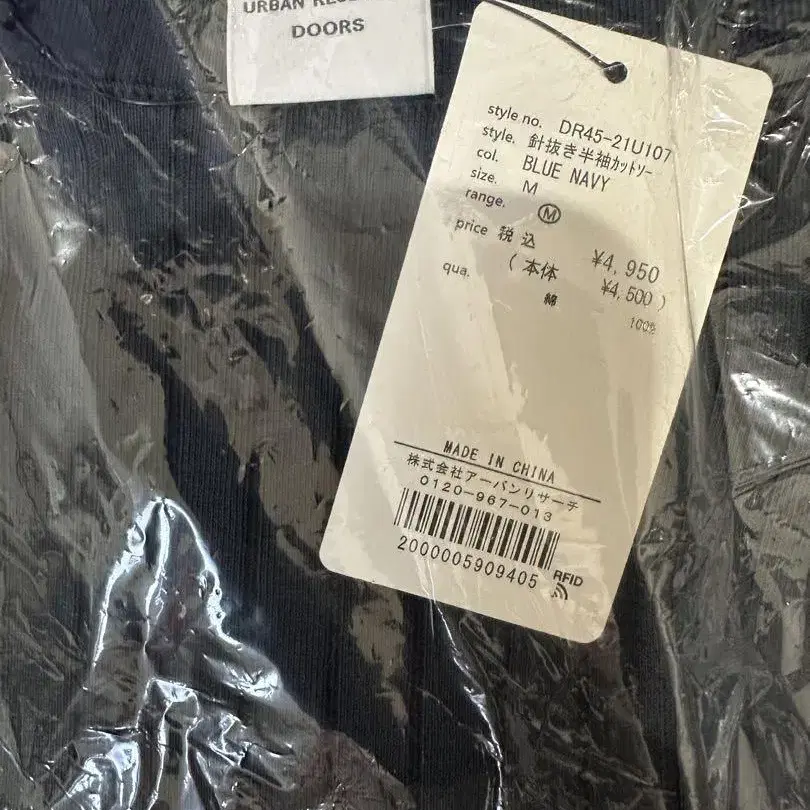 URBAN
DOORS
style no. DR45-21U107
style. 針抜き半袖カットソー
col. BLUE NAVY
size. M
range. Ⓜ
price 税込 ¥4,950
(本体 ¥4,500)
qua. 綿 100%
MADE IN CHINA
株式会社アーバンリサーチ
0120-967-013
2000005909405
RFID